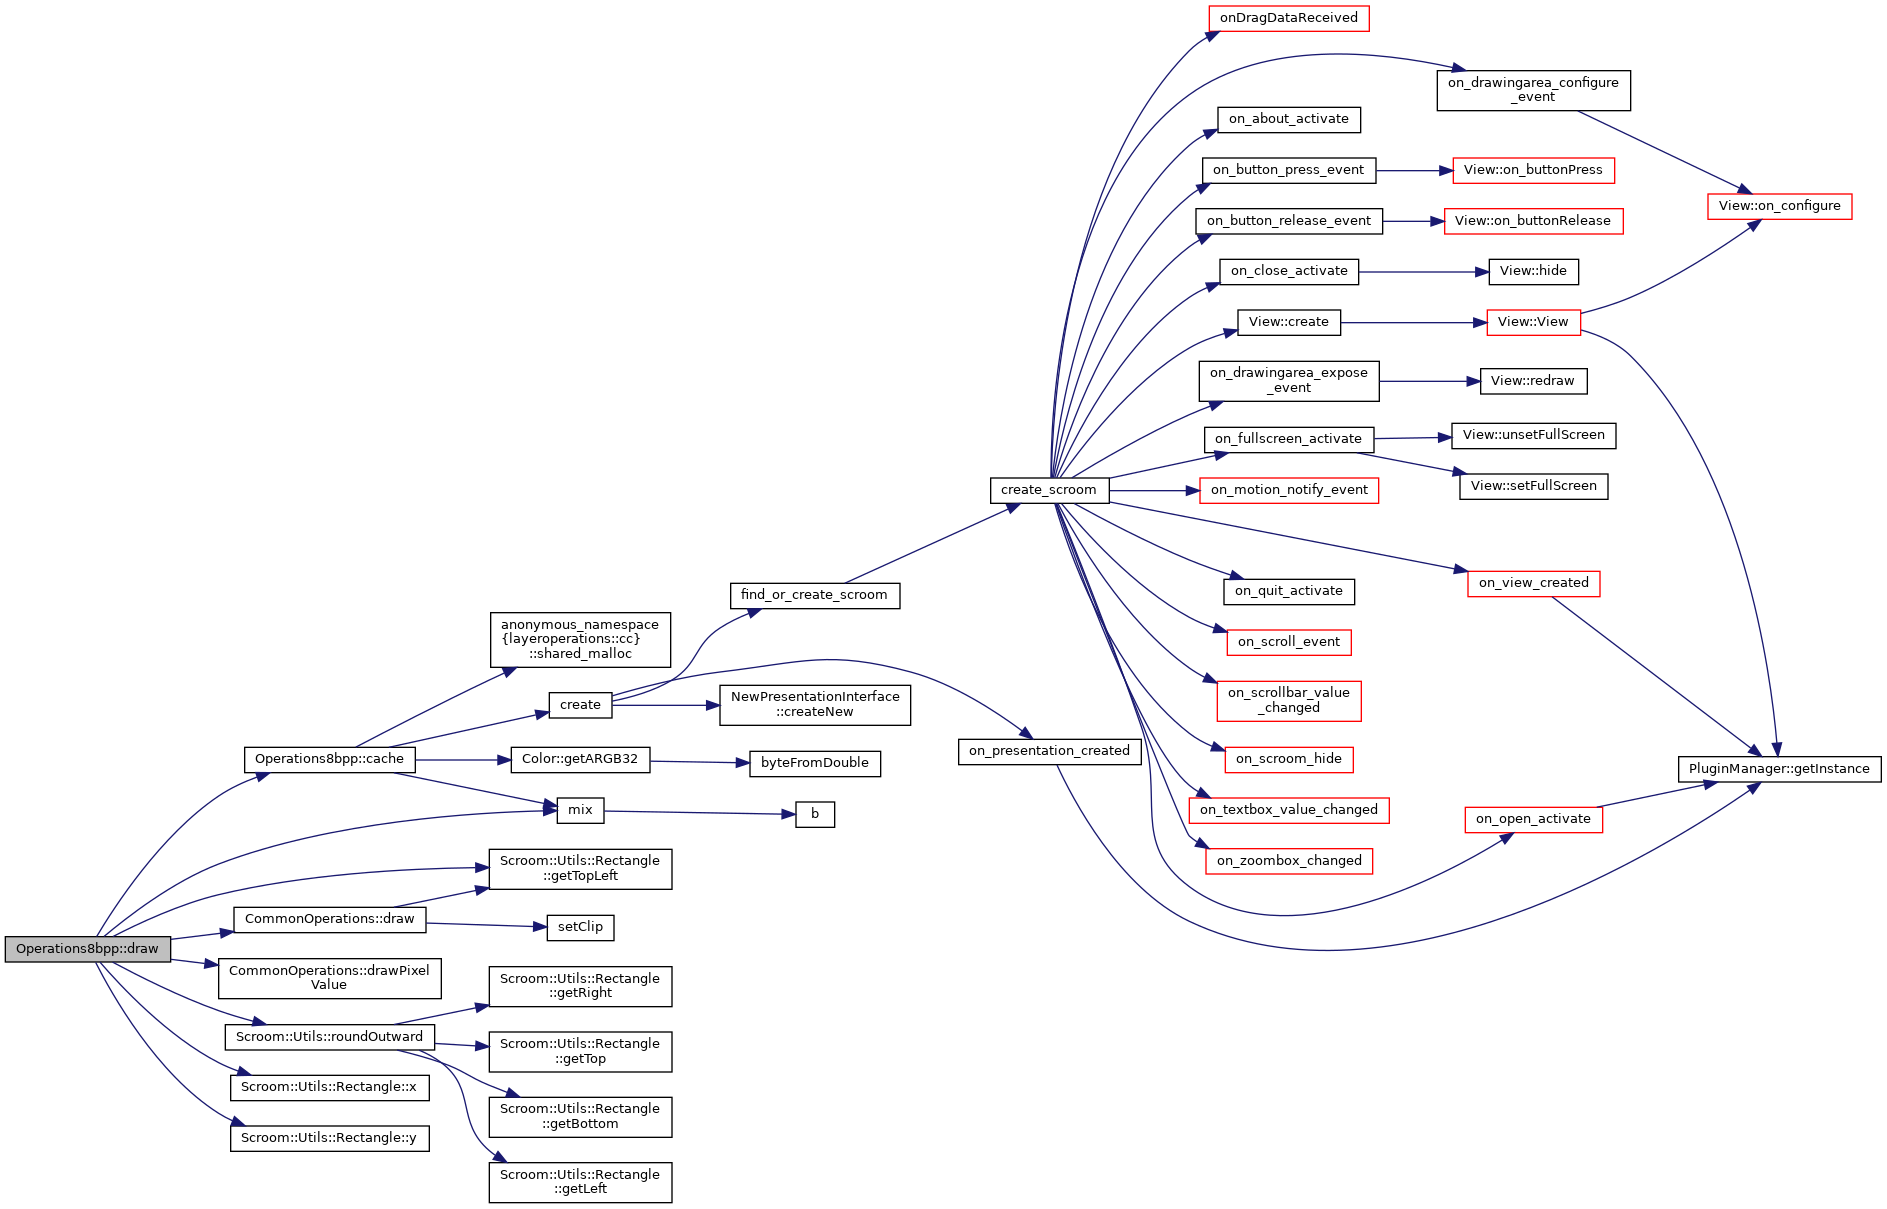 onDragDataReceived
on_drawingarea_configure
_event
on_about_activate
on_button_press_event
View::on_buttonPress
View::on_configure
on_button_release_event
View::on_buttonRelease
on_close_activate
View::hide
View::create
View::View
on_drawingarea_expose
_event
View::redraw
on_fullscreen_activate
View::unsetFullScreen
View::setFullScreen
create_scroom
on_motion_notify_event
on_quit_activate
on_view_created
find_or_create_scroom
anonymous_namespace
{layeroperations::cc}
::shared_malloc
on_scroll_event
on_scrollbar_value
_changed
create
NewPresentationInterface
::createNew
on_presentation_created
on_scroom_hide
Operations8bpp::cache
Color::getARGB32
byteFromDouble
PluginManager::getInstance
mix
b
on_textbox_value_changed
on_open_activate
on_zoombox_changed
Scroom::Utils::Rectangle
::getTopLeft
CommonOperations::draw
setClip
Operations8bpp::draw
CommonOperations::drawPixel
Value
Scroom::Utils::Rectangle
::getRight
Scroom::Utils::roundOutward
Scroom::Utils::Rectangle
::getTop
Scroom::Utils::Rectangle::x
Scroom::Utils::Rectangle
::getBottom
Scroom::Utils::Rectangle::y
Scroom::Utils::Rectangle
::getLeft